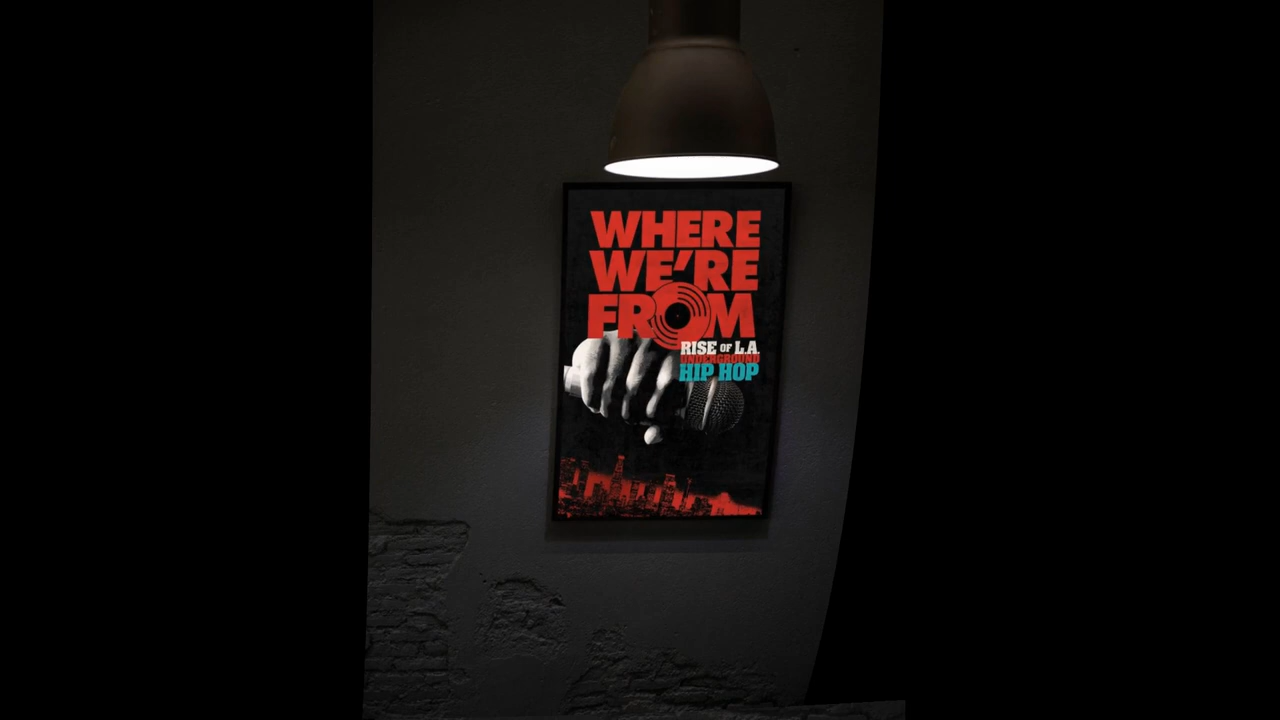 WHERE
WE'RE
FROM
RISE OF L.A.
UNDERGROUND
HIP HOP